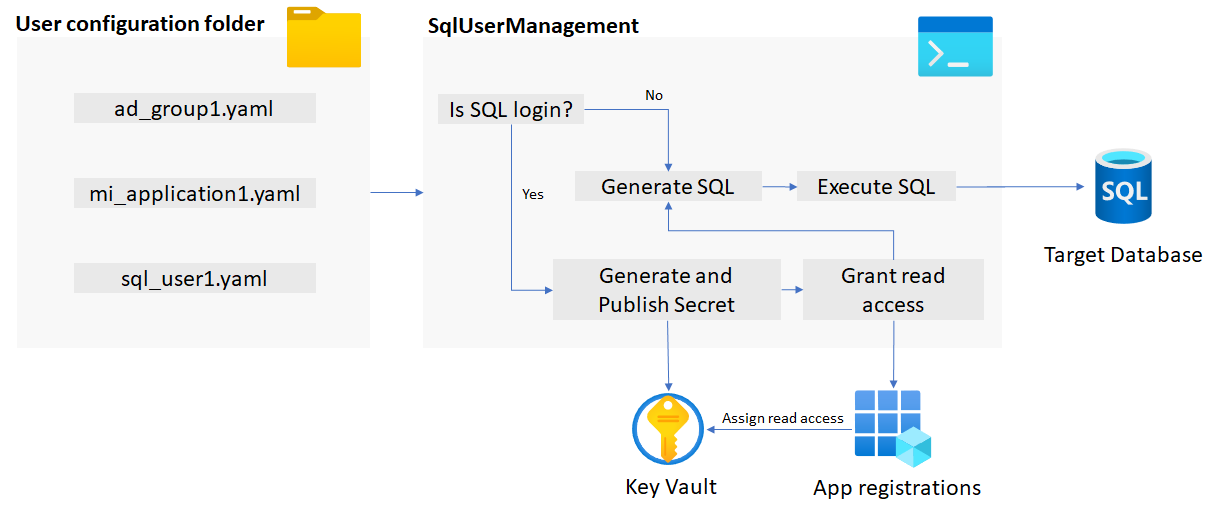 User configuration folder
ad_group1.yaml
mi_application1.yaml
sql_user1.yaml
SqlUserManagement
Is SQL login?
No
Yes
Generate SQL
Execute SQL
Generate and
Publish Secret
Grant read
access
SQL
Target Database
Assign read access
Key Vault
App registrations